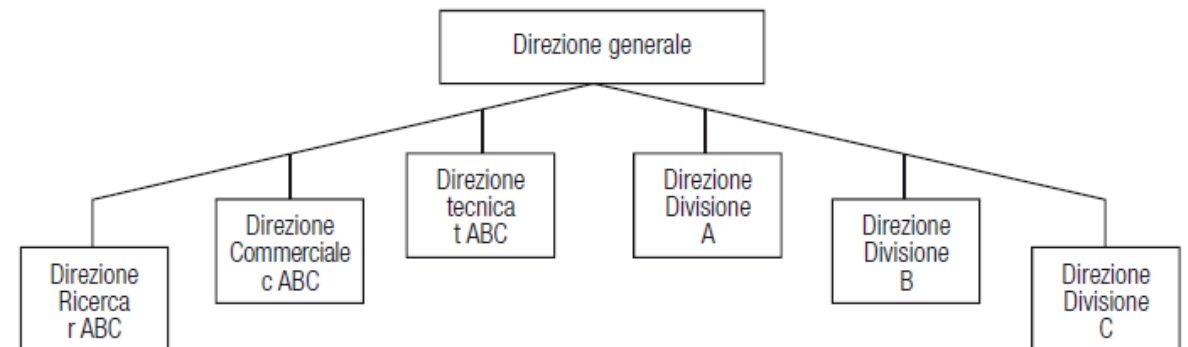 Direzione generale
Direzione
Ricerca
r ABC
Direzione
Commerciale
c ABC
Direzione
tecnica
t ABC
Direzione
Divisione
A
Direzione
Divisione
B
Direzione
Divisione
C